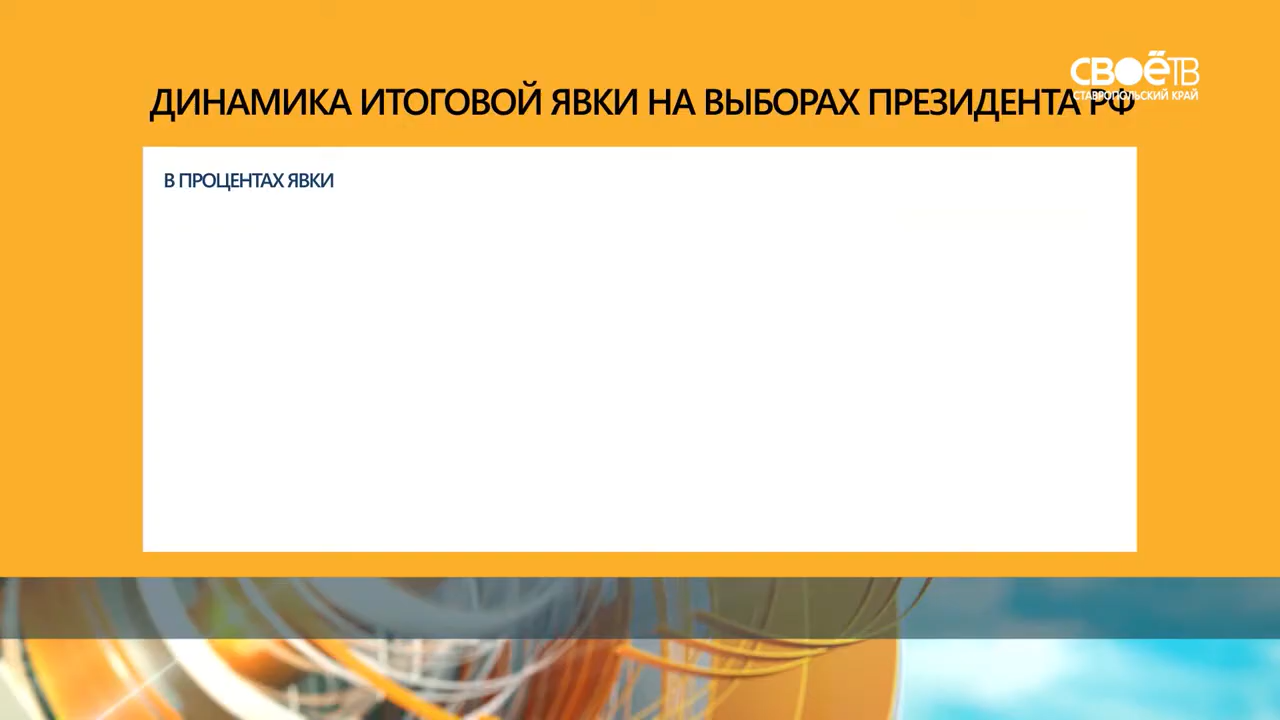 СВОЁТВ
СТАВРОПОЛЬСКИЙ КРАЙ
ДИНАМИКА ИТОГОВОЙ ЯВКИ НА ВЫБОРАХ ПРЕЗИДЕНТА РФ
В ПРОЦЕНТАХ ЯВКИ